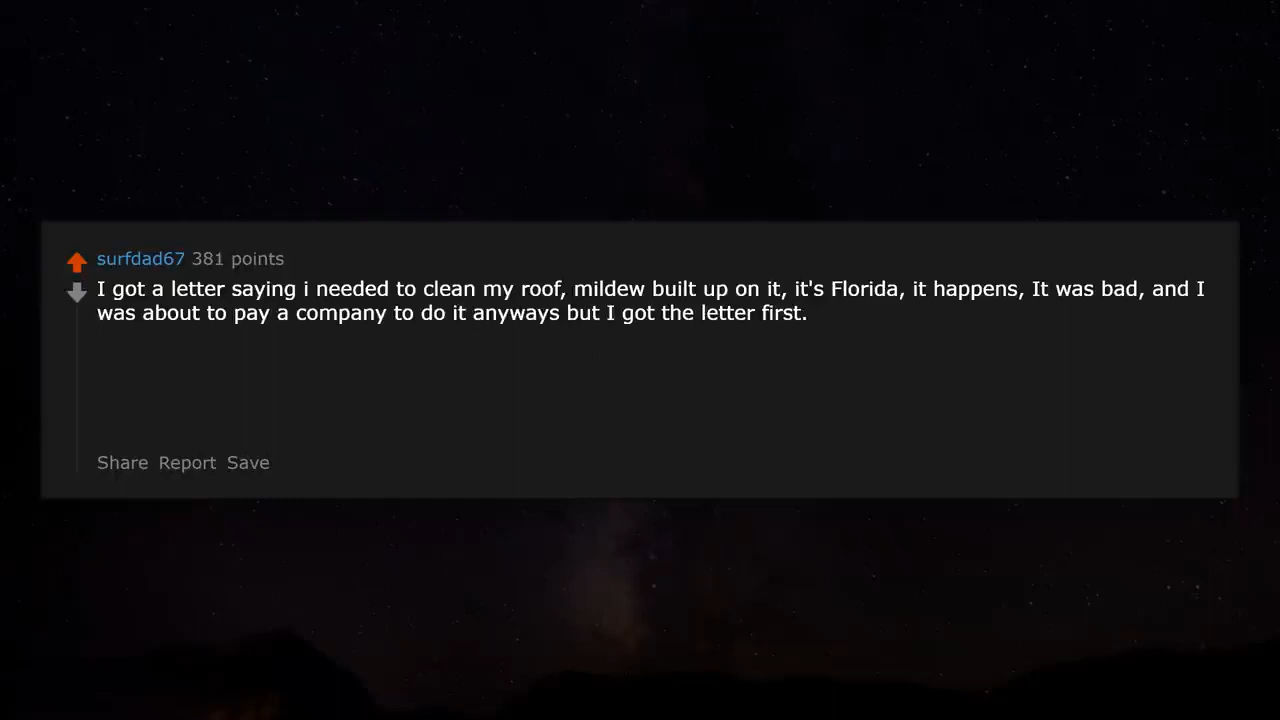 surfdad67 381 points
I got a letter saying i needed to clean my roof, mildew built up on it, it's Florida, it happens, It was bad, and I
was about to pay a company to do it anyways but I got the letter first.
Share Report Save